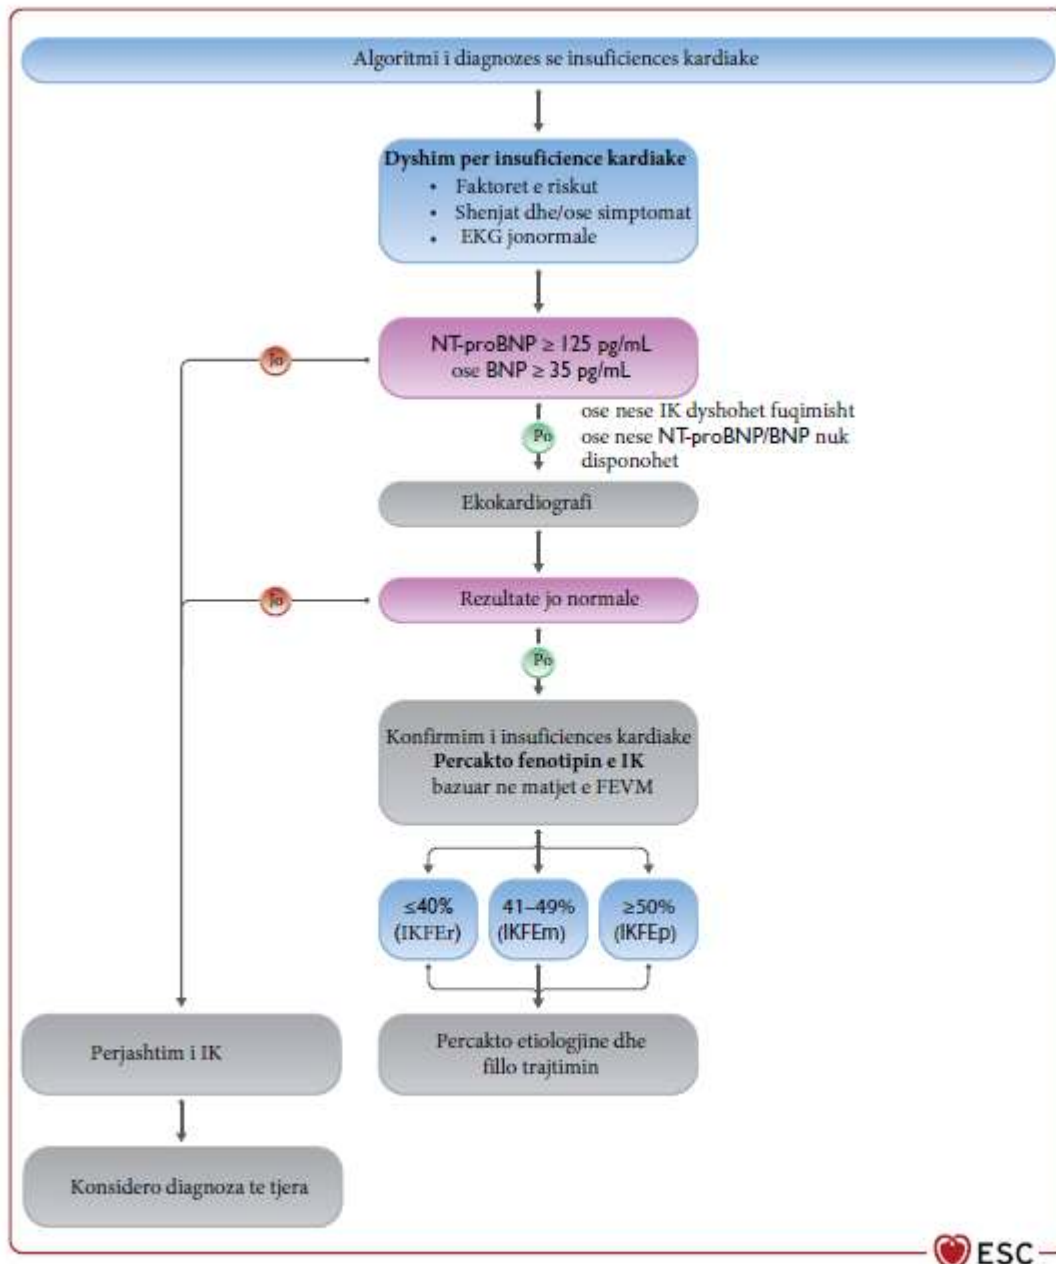 Algoritmi i diagnozes se insuficiences kardiake
Dyshim per insuficience kardiake
• Faktoret e riskut
• Shenjat dhe/ose simptomat
• EKG jonormale
NT-proBNP ≥ 125 pg/mL
ose BNP ≥ 35 pg/mL
Jo
Po
ose nese IK dyshohet fuqimisht
ose nese NT-proBNP/BNP nuk
disponohet
Ekokardiografi
Rezultate jo normale
Jo
Po
Konfirmim i insuficiences kardiake
Percakto fenotipin e IK
bazuar ne matjet e FEVM
≤40%
(IKFEr)
41–49%
(IKFEm)
≥50%
(IKFEp)
Percakto etiologjine dhe
fillo trajtimin
Perjashtim i IK
Konsidero diagnoza te tjera
ESC